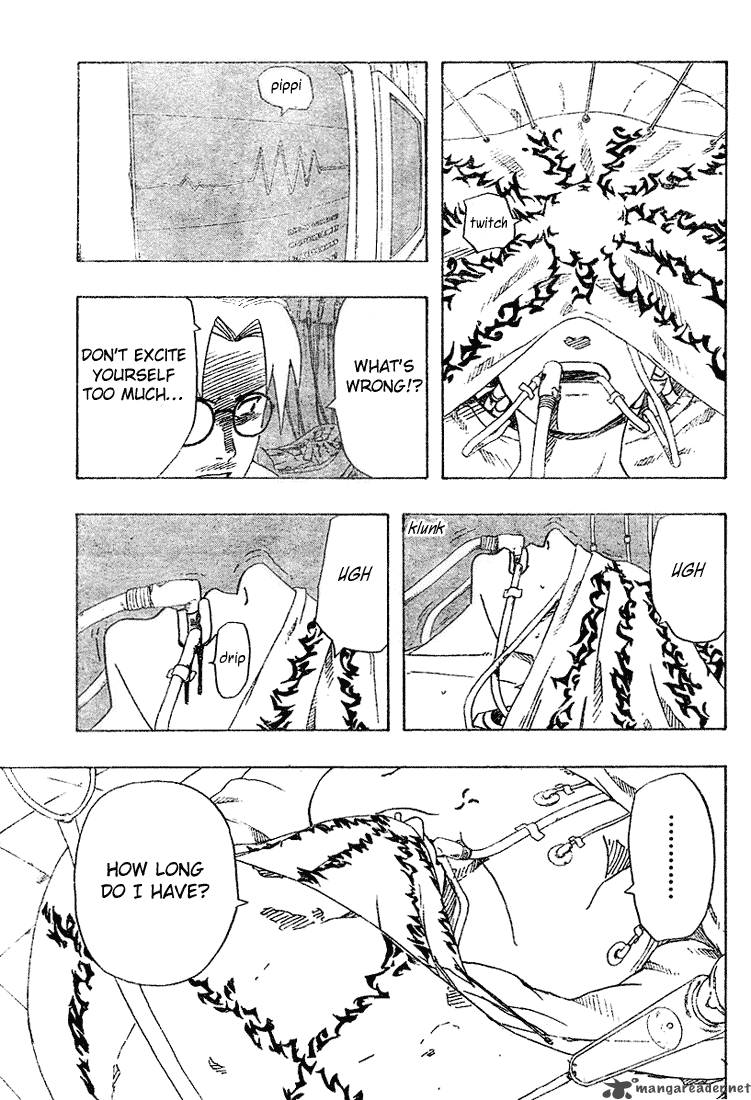 twitch
pippi
WHAT'S
WRONG!?
DON'T EXCITE
YOURSELF
TOO MUCH...
klunk
UGH
UGH
drip
.........
HOW LONG
DO I HAVE?
mangareader.net